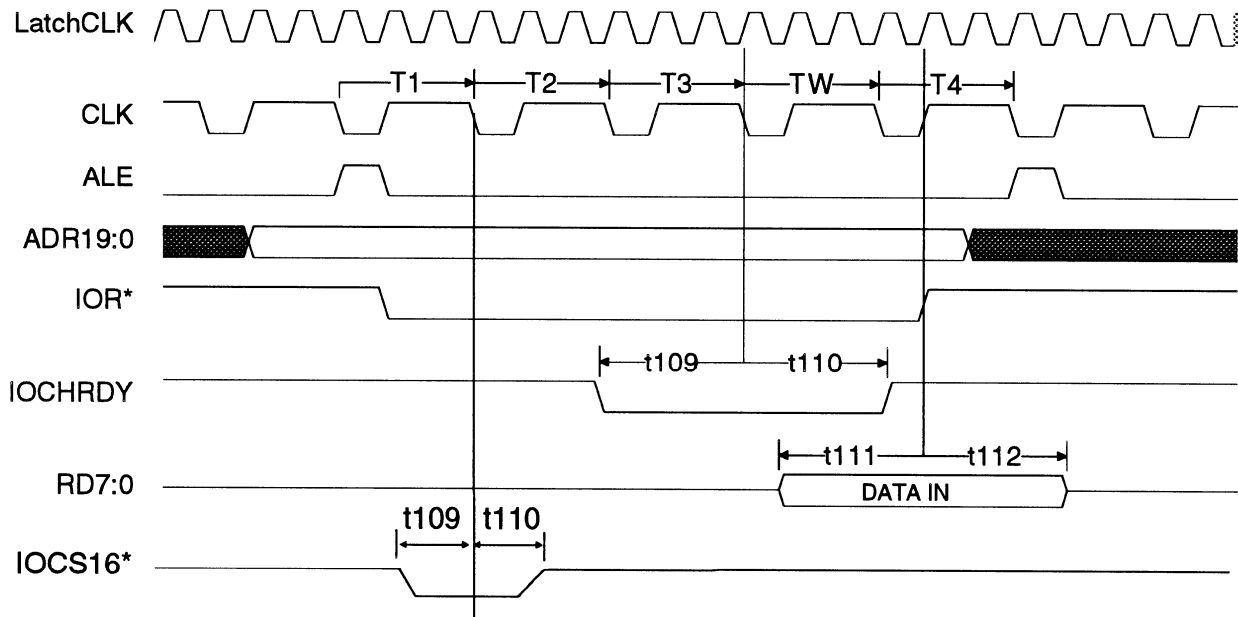 LatchCLK
T1 T2 T3 TW T4
CLK
ALE
ADR19:0
IOR*
t109 t110
IOCHRDY
t111 t112
RD7:0
DATA IN
t109 t110
IOCS16*